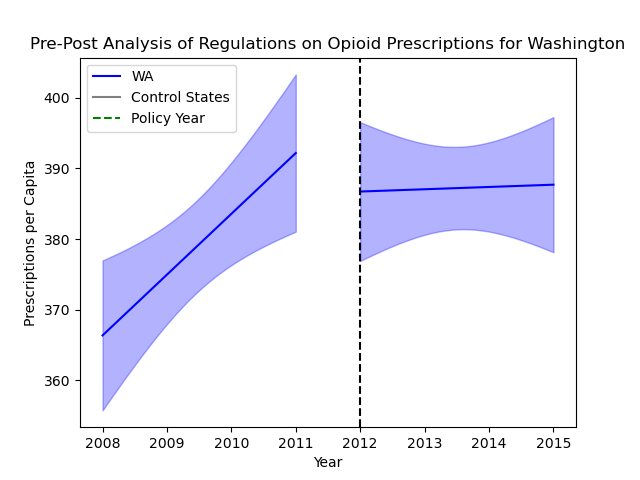 Pre-Post Analysis of Regulations on Opioid Prescriptions for Washington
WA
Control States
Policy Year
Prescriptions per Capita
400
390
380
370
360
2008 2009 2010 2011 2012 2013 2014 2015
Year